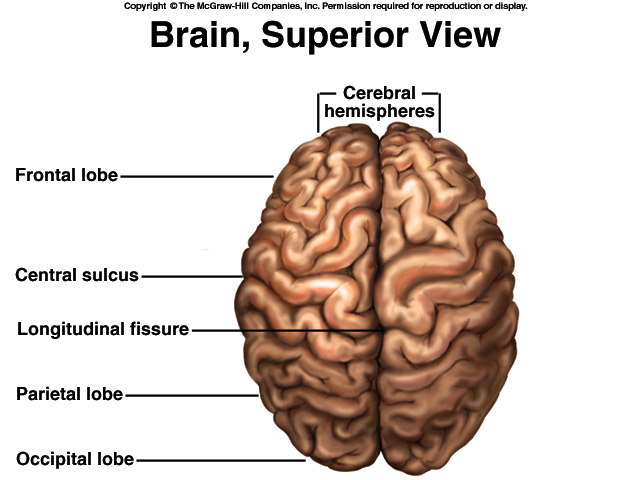 Copyright © The McGraw-Hill Companies, Inc. Permission required for reproduction or display.
Brain, Superior View
Cerebral
hemispheres
Frontal lobe
Central sulcus
Longitudinal fissure
Parietal lobe
Occipital lobe